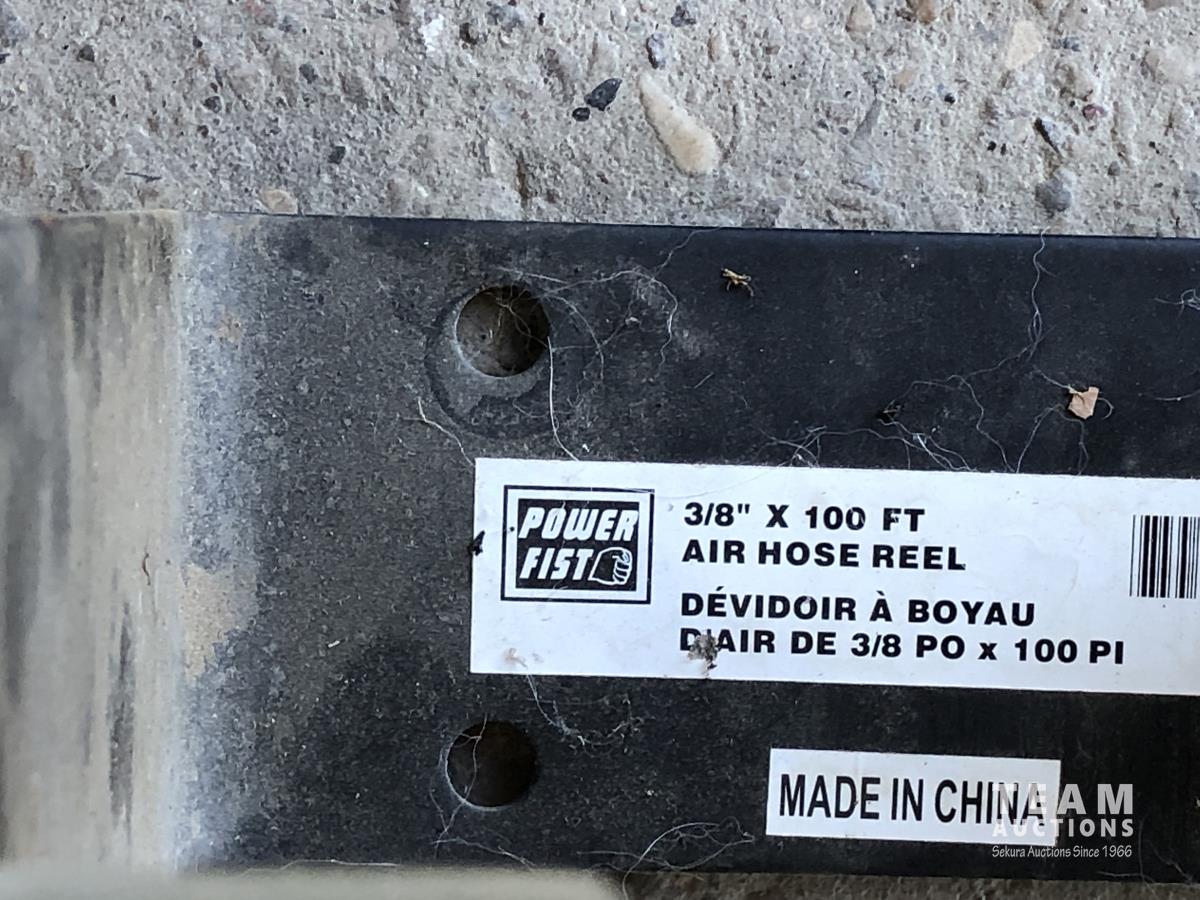 POWER
FIST
3/8" X 100 FT
AIR HOSE REEL
DÉVIDOIR À BOYAU
D'AIR DE 3/8 PO x 100 PI
MADE IN CHINA
TEAM
AUCTIONS
Sekura Auctions Since 1966